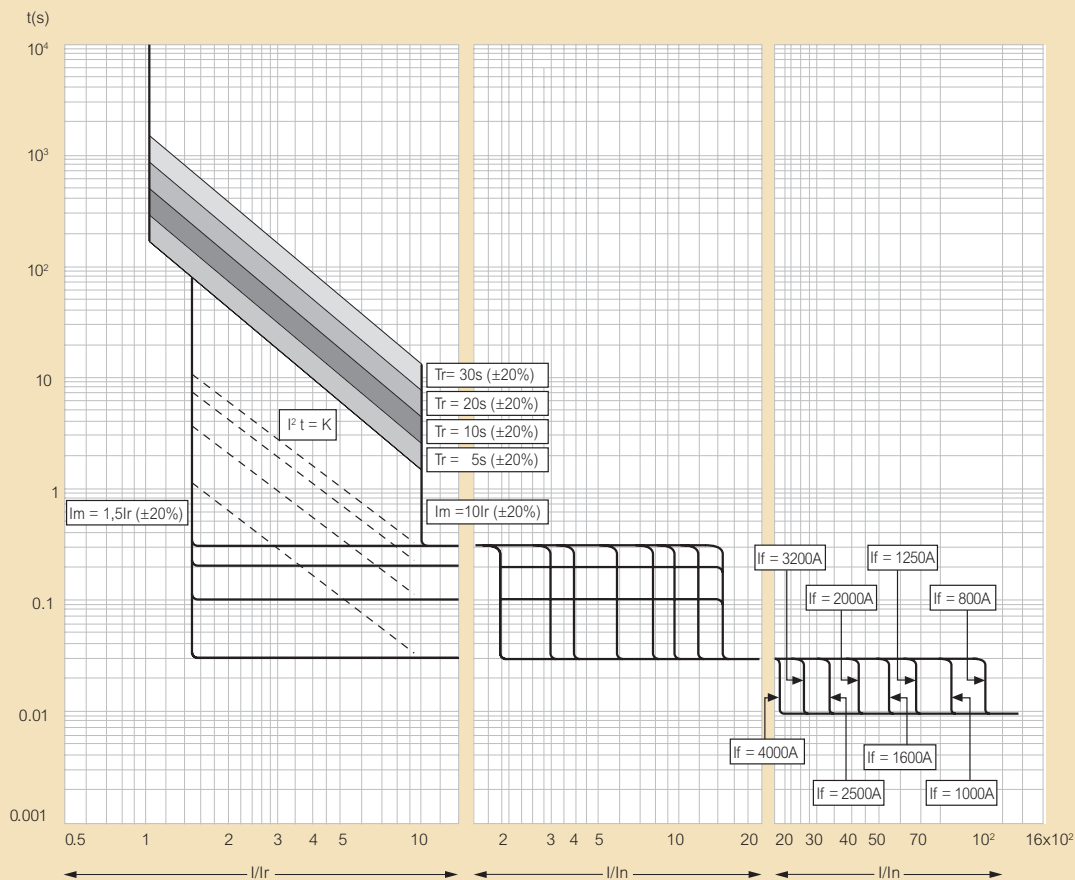 t(s)
10⁴
10³
10²
10
1
0.1
0.01
0.001
Tr= 30s (±20%)
Tr = 20s (±20%)
Tr = 10s (±20%)
Tr = 5s (±20%)
I² t = K
Im = 1,5Ir (±20%)
Im =10Ir (±20%)
If = 3200A
If = 1250A
If = 2000A
If = 800A
If = 4000A
If = 1600A
If = 2500A
If = 1000A
0.5 1 2 3 4 5 10
2 3 4 5 10 20
20 30 40 50 70 10² 16x10²
I/Ir
I/In
I/In